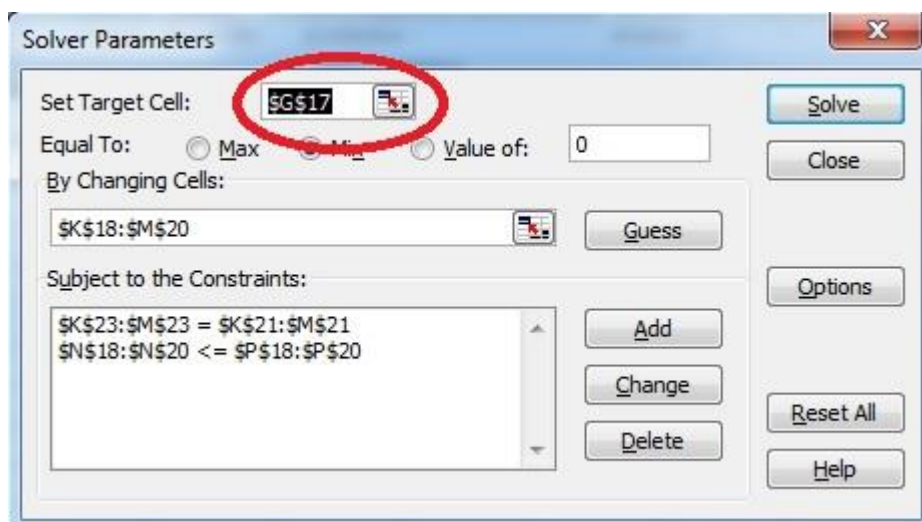 Solver Parameters
Set Target Cell: $G$17 Solve
Equal To: Max Min Value of: 0 Close
By Changing Cells:
$K$18:$M$20 Guess
Subject to the Constraints: Options
$K$23:$M$23 = $K$21:$M$21 Add
$N$18:$N$20 <= $P$18:$P$20
Change
Reset All
Delete
Help